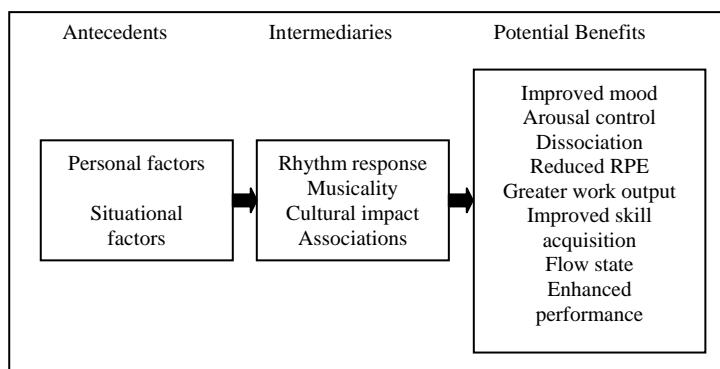 Antecedents
Intermediaries
Potential Benefits
Personal factors
Situational
factors
Rhythm response
Musicality
Cultural impact
Associations
Improved mood
Arousal control
Dissociation
Reduced RPE
Greater work output
Improved skill
acquisition
Flow state
Enhanced
performance